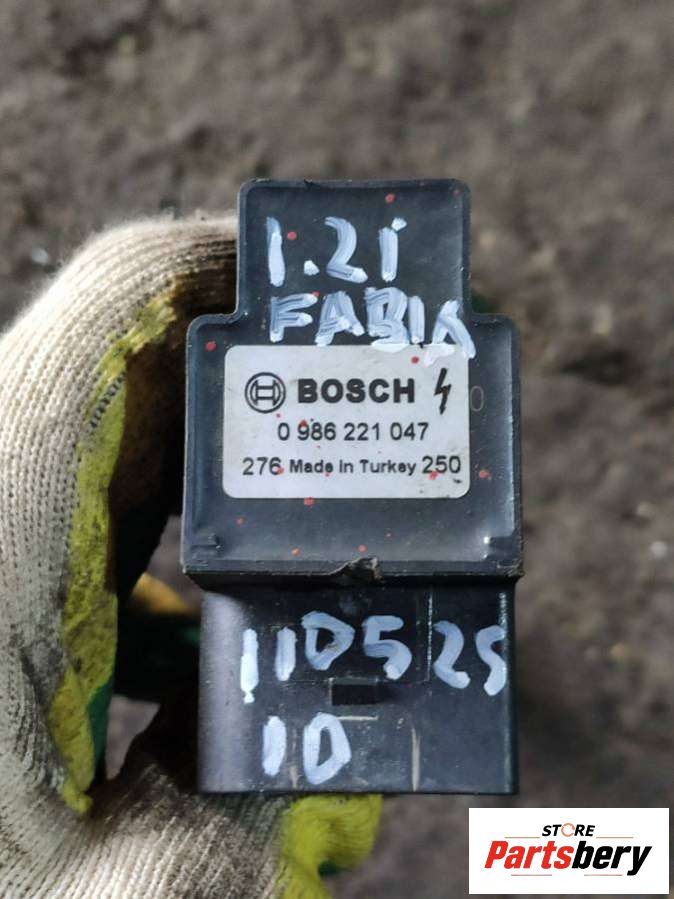 1.2i
FABIA
BOSCH
0 986 221 047
276 Made in Turkey 250
110525
10
STORE
Partsbery